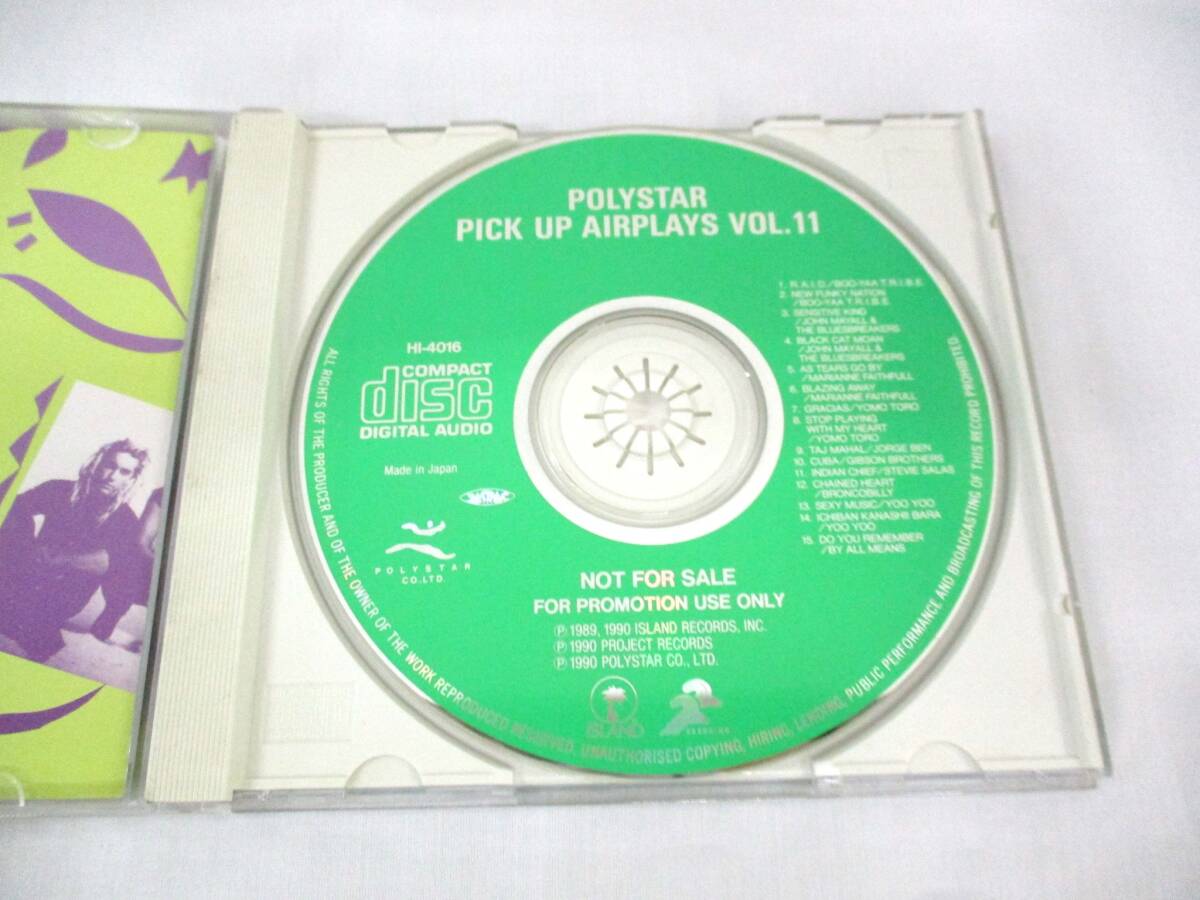 POLYSTAR
PICK UP AIRPLAYS VOL.11
HI-4016
COMPACT
disc
DIGITAL AUDIO
Made in Japan
JASRAC
POLYSTAR
CO.LTD.
1. R.A.I.D./BOO-YAA T.R.I.B.E.
2. NEW FUNKY NATION
/BOO-YAA T.R.I.B.E.
3. SENSITIVE KING
/JOHN MAYALL &
THE BLUESBREAKERS
4. BLACK CAT MOAN
/JOHN MAYALL &
THE BLUESBREAKERS
5. AS TEARS GO BY
/MARIANNE FAITHFULL
6. BLAZING AWAY
/MARIANNE FAITHFULL
7. GRACIAS/YOMO TORO
8. STOP PLAYING
WITH MY HEART
/YOMO TORO
9. TAJ MAHAL/JORGE BEN
10. CUBA/GIBSON BROTHERS
11. INDIAN CHIEF/STEVIE SALAS
12. CHAINED HEART
/BRONCOBILLY
13. SEXY MUSIC/YOO YOO
14. ICHIBAN KANASHII BARA
/YOO YOO
15. DO YOU REMEMBER
/BY ALL MEANS
NOT FOR SALE
FOR PROMOTION USE ONLY
Ⓟ 1989, 1990 ISLAND RECORDS, INC.
Ⓟ 1990 PROJECT RECORDS
Ⓟ 1990 POLYSTAR CO., LTD.
ISLAND
ALL RIGHTS OF THE PRODUCER AND OF THE OWNER OF THE WORK REPRODUCED RESERVED. UNAUTHORISED COPYING, HIRING, LENDING, PUBLIC PERFORMANCE AND BROADCASTING OF THIS RECORD PROHIBITED.